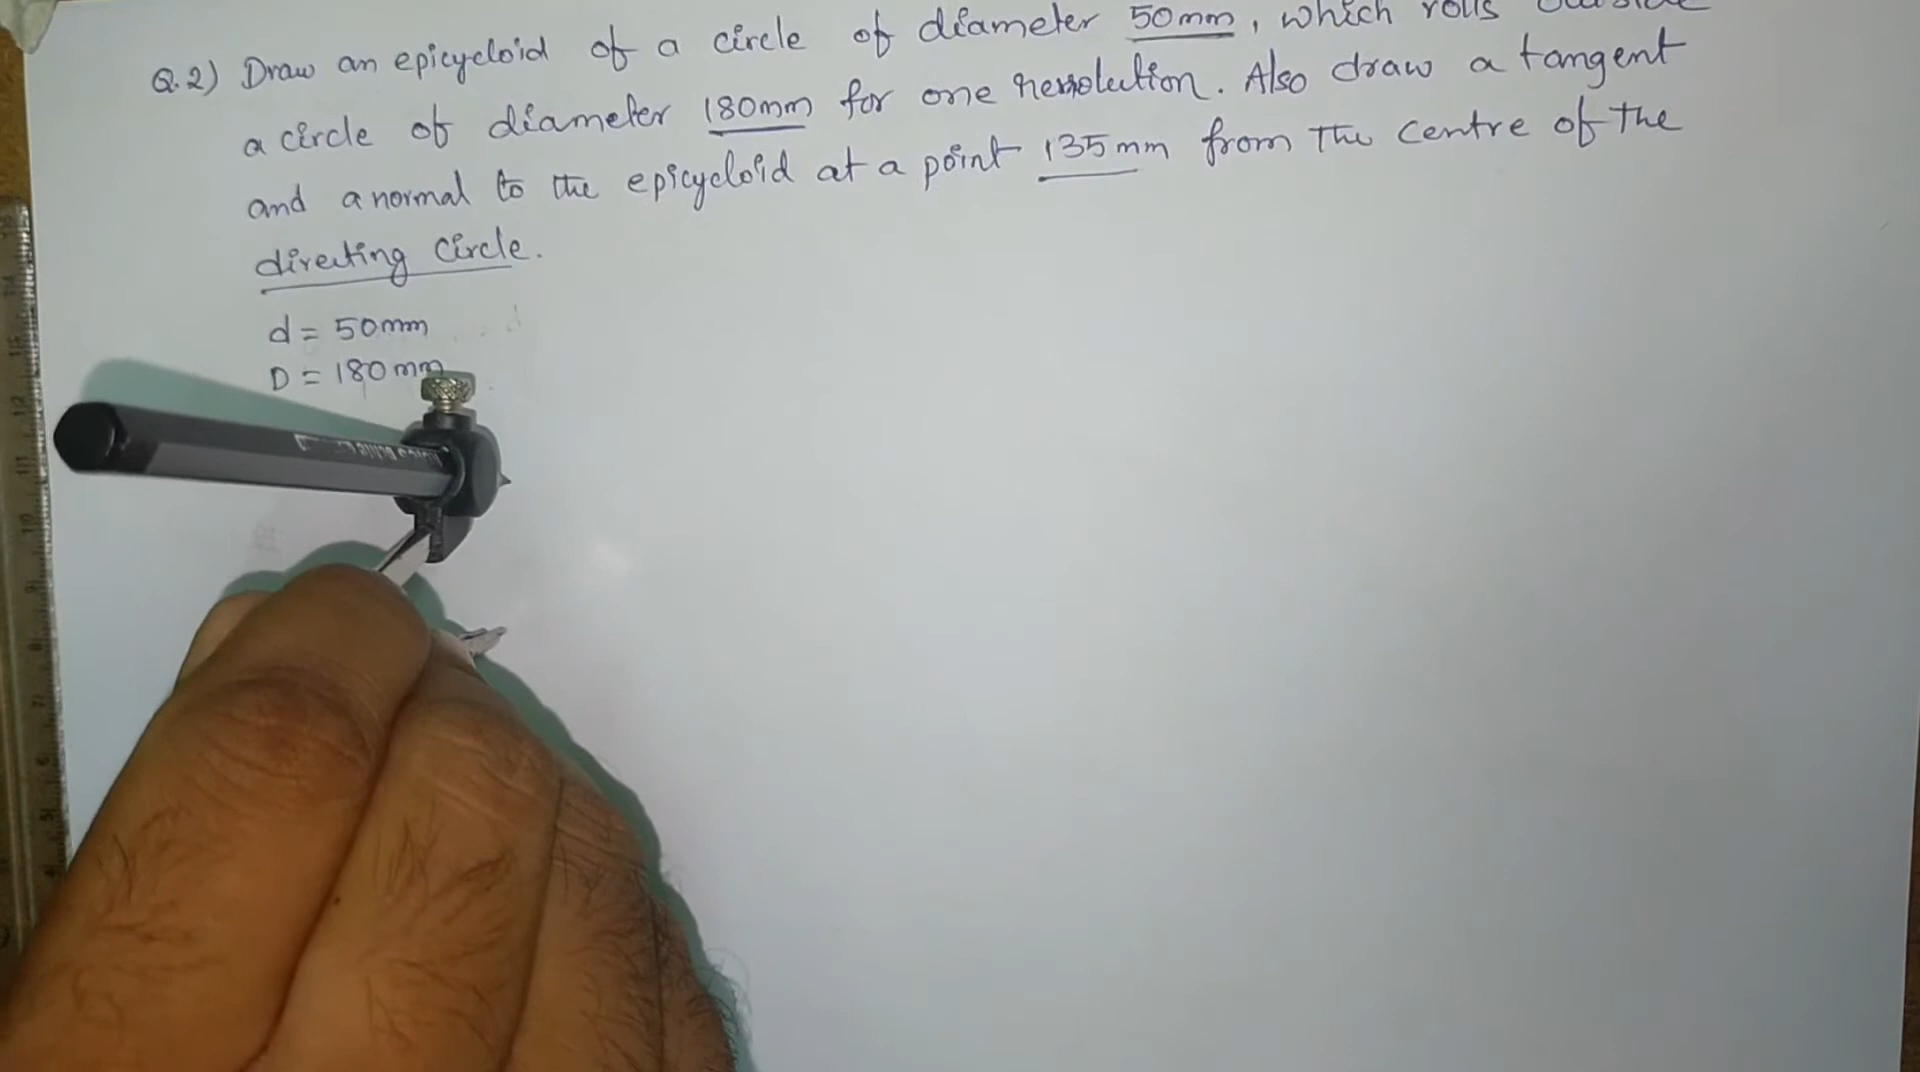 Q.2) Draw an epicycloid of a circle of diameter 50mm, which rolls outside
a circle of diameter 180mm for one revolution. Also draw a tangent
and a normal to the epicycloid at a point 135mm from the centre of the
directing circle.
d = 50mm
D = 180mm